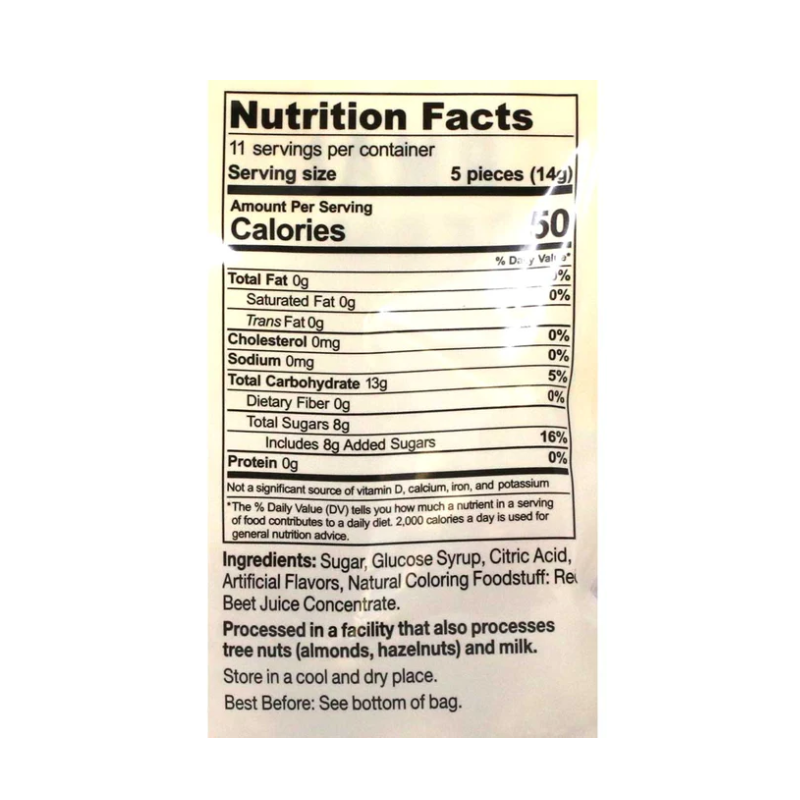 Nutrition Facts
11 servings per container
Serving size 5 pieces (14g)
Amount Per Serving
Calories 50
% Daily Value*
Total Fat 0g 0%
Saturated Fat 0g 0%
Trans Fat 0g
Cholesterol 0mg 0%
Sodium 0mg 0%
Total Carbohydrate 13g 5%
Dietary Fiber 0g 0%
Total Sugars 8g
Includes 8g Added Sugars 16%
Protein 0g 0%
Not a significant source of vitamin D, calcium, iron, and potassium
*The % Daily Value (DV) tells you how much a nutrient in a serving
of food contributes to a daily diet. 2,000 calories a day is used for
general nutrition advice.
Ingredients: Sugar, Glucose Syrup, Citric Acid,
Artificial Flavors, Natural Coloring Foodstuff: Red
Beet Juice Concentrate.
Processed in a facility that also processes
tree nuts (almonds, hazelnuts) and milk.
Store in a cool and dry place.
Best Before: See bottom of bag.